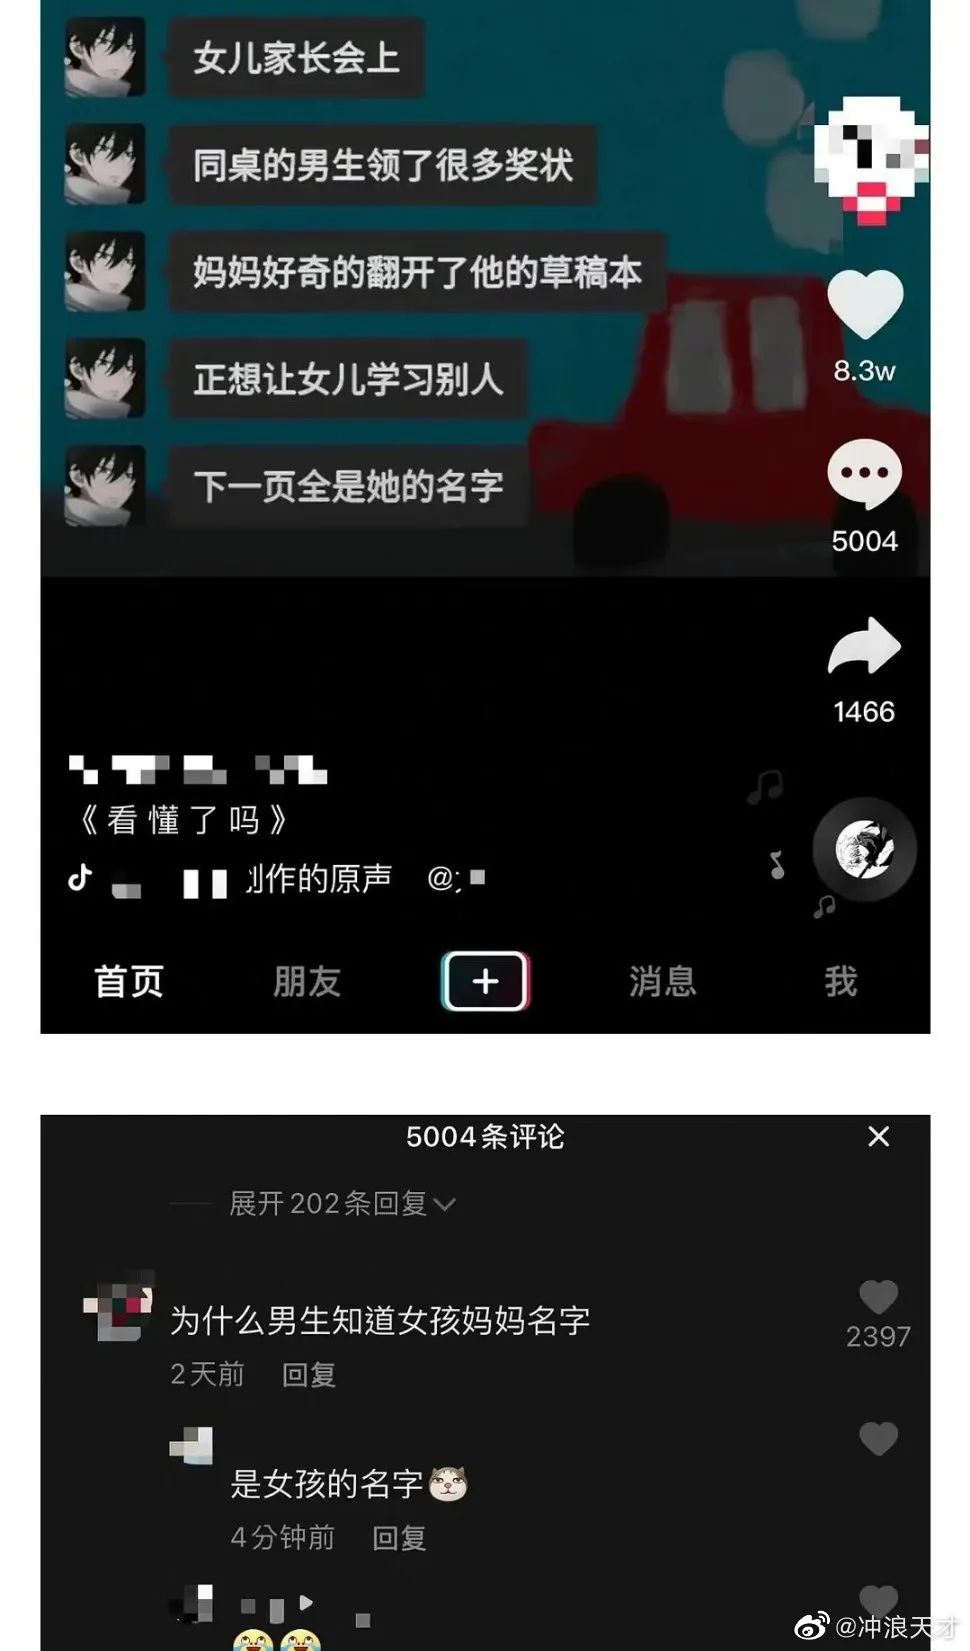 女儿家长会上
同桌的男生领了很多奖状
8.3w
妈妈好奇的翻开了他的草稿本
正想让女儿学习别人
下一页全是她的名字
5004
1466
《看懂了吗》
创作的原声 @
首页 朋友 消息 我
5004条评论
展开202条回复
为什么男生知道女孩妈妈名字
2397
2天前 回复
是女孩的名字
4分钟前 回复
@冲浪天才